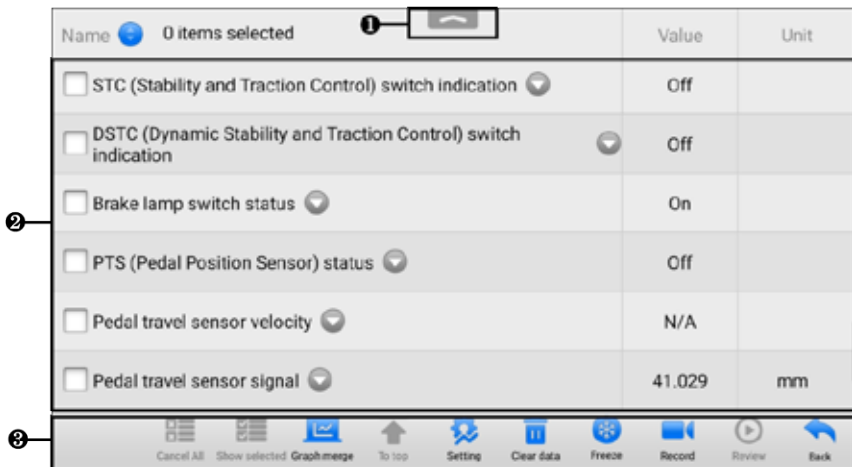 ❶
Name 0 items selected Value Unit
❷
STC (Stability and Traction Control) switch indication Off
DSTC (Dynamic Stability and Traction Control) switch
indication Off
Brake lamp switch status On
PTS (Pedal Position Sensor) status Off
Pedal travel sensor velocity N/A
Pedal travel sensor signal 41.029 mm
❸
Cancel All Show selected Graph merge To top Setting Clear data Freeze Record Review Back